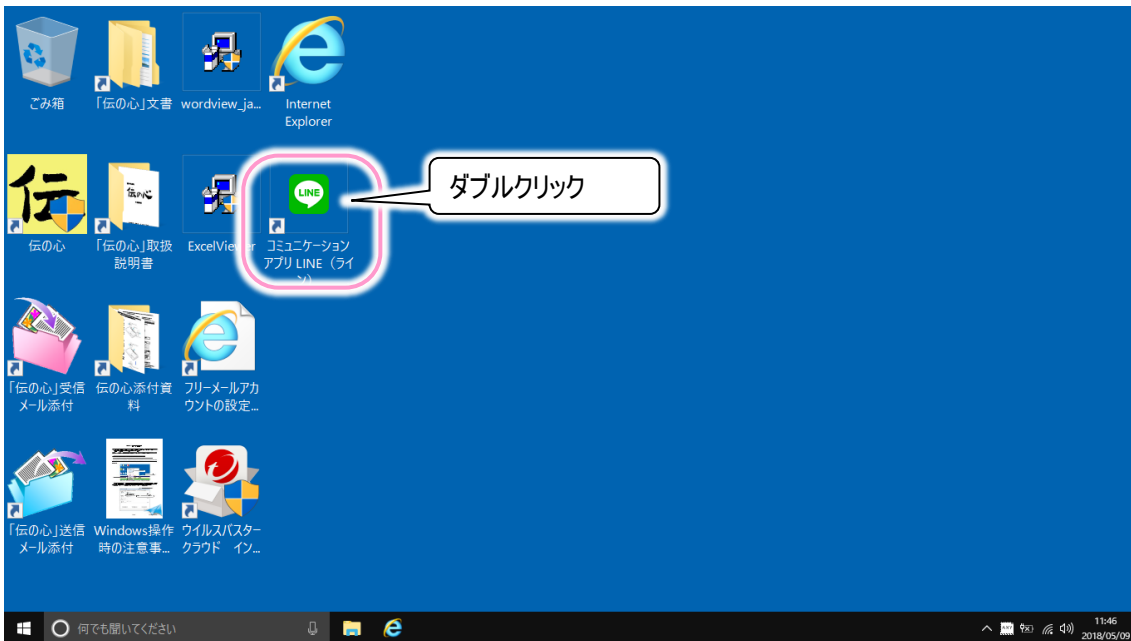 ごみ箱
「伝の心」文書
wordview_ja...
Internet
Explorer
伝
伝の心
伝の心
「伝の心」取扱
説明書
ExcelViewer
LINE
コミュニケーション
アプリ LINE（ライ
ン）
ダブルクリック
「伝の心」受信
メール添付
伝の心添付資
料
フリーメールアカ
ウントの設定...
「伝の心」送信
メール添付
Windows操作
時の注意事...
ウイルスバスター
クラウド　イン...
何でも聞いてください
11:46
2018/05/09